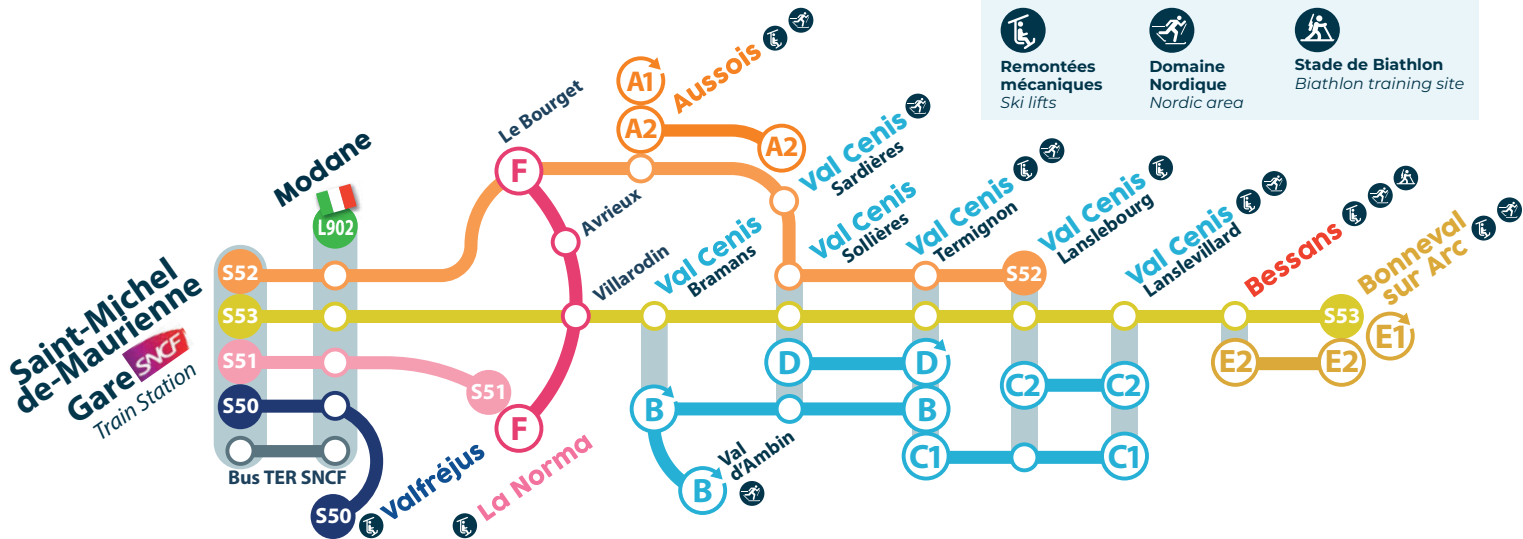 Remontées
mécaniques
Ski lifts
Domaine
Nordique
Nordic area
Stade de Biathlon
Biathlon training site
Saint-Michel
de-Maurienne
Gare SNCF
Train Station
Modane
L902
S52
S53
S51
S50
Bus TER SNCF
S50
Valfréjus
S51
La Norma
F
F
Le Bourget
Avrieux
Villarodin
A1
A2
A2
Aussois
Val Cenis
Sardières
Val Cenis
Bramans
Val Cenis
Sollières
Val Cenis
Termignon
S52
Val Cenis
Lanslebourg
Val Cenis
Lanslevillard
Bessans
Bonneval
sur Arc
S53
E1
E2
E2
D
D
C2
C2
B
B
C1
C1
B
Val
d'Ambin